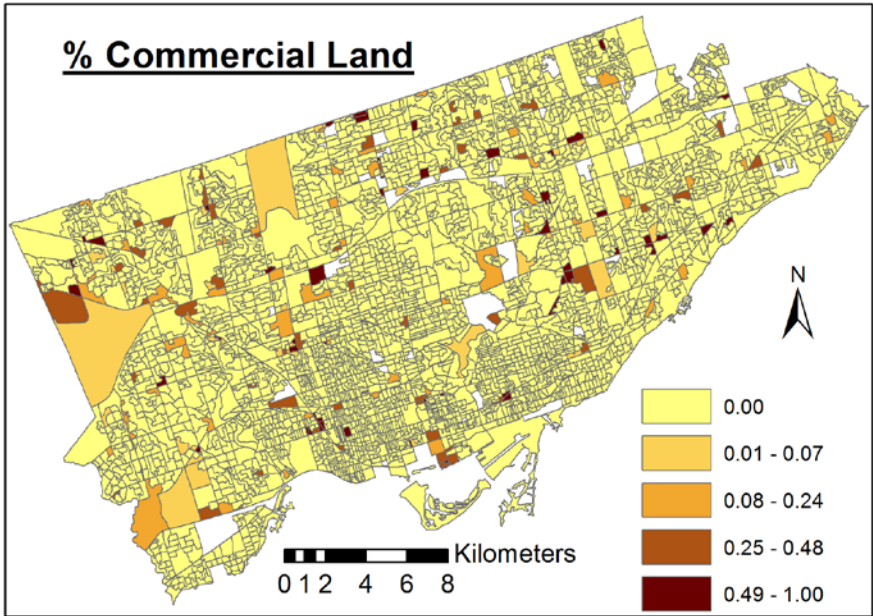 % Commercial Land
N
0.00
0.01 - 0.07
0.08 - 0.24
0.25 - 0.48
0.49 - 1.00
Kilometers
0 1 2 4 6 8